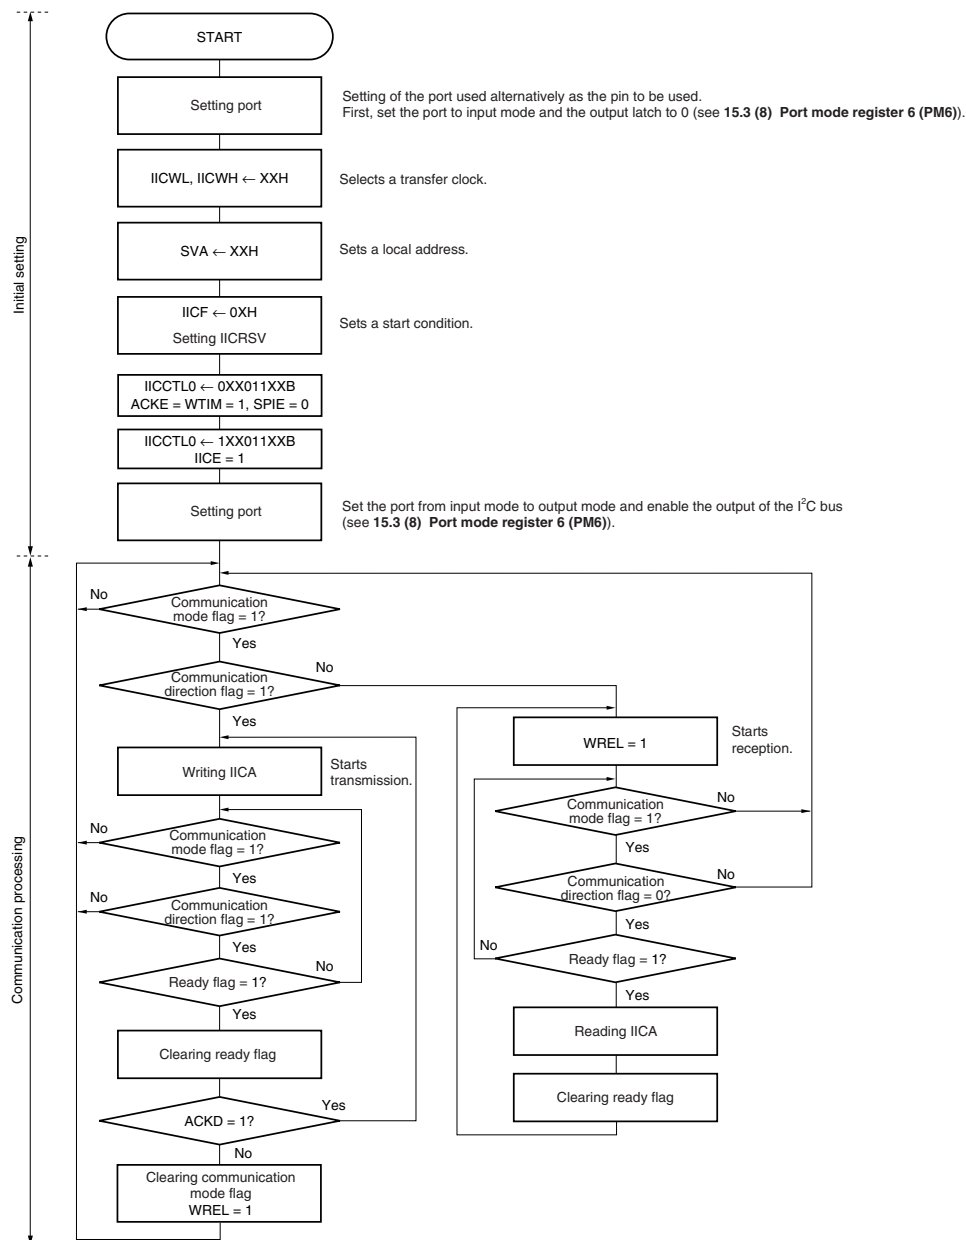 START
Setting port
Setting of the port used alternatively as the pin to be used.
First, set the port to input mode and the output latch to 0 (see 15.3 (8) Port mode register 6 (PM6)).
IICWL, IICWH ← XXH
Selects a transfer clock.
SVA ← XXH
Sets a local address.
IICF ← 0XH
Setting IICRSV
Sets a start condition.
IICCTL0 ← 0XX011XXB
ACKE = WTIM = 1, SPIE = 0
IICCTL0 ← 1XX011XXB
IICE = 1
Setting port
Set the port from input mode to output mode and enable the output of the I²C bus
(see 15.3 (8) Port mode register 6 (PM6)).
Initial setting
Communication processing
No
Communication
mode flag = 1?
Yes
Communication
direction flag = 1?
No
Yes
Writing IICA
Starts
transmission.
No
Communication
mode flag = 1?
Yes
No
Communication
direction flag = 1?
Yes
Ready flag = 1?
No
Yes
Clearing ready flag
ACKD = 1?
Yes
No
Clearing communication
mode flag
WREL = 1
WREL = 1
Starts
reception.
Communication
mode flag = 1?
No
Yes
Communication
direction flag = 0?
No
Yes
No
Ready flag = 1?
Yes
Reading IICA
Clearing ready flag